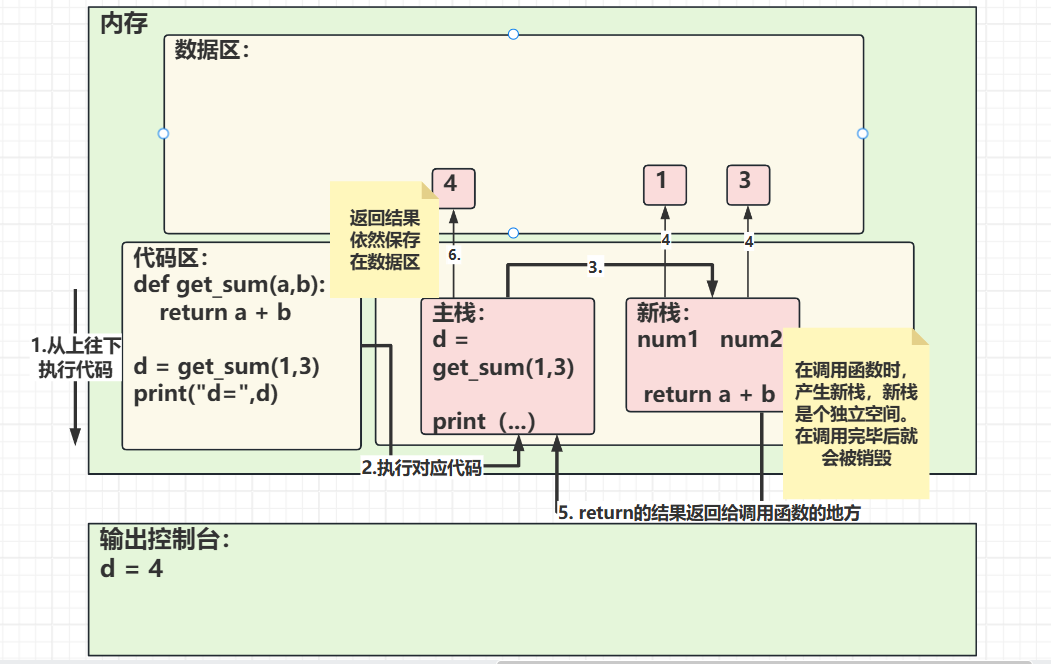 内存
数据区：
4
1
3
返回结果
依然保存
在数据区
6.
4
4
3.
代码区：
def get_sum(a,b):
return a + b
d = get_sum(1,3)
print("d=",d)
1.从上往下
执行代码
主栈：
d =
get_sum(1,3)
print（...）
新栈：
num1 num2
return a + b
在调用函数时，
产生新栈，新栈
是个独立空间。
在调用完毕后就
会被销毁
2.执行对应代码
5. return的结果返回给调用函数的地方
输出控制台：
d = 4